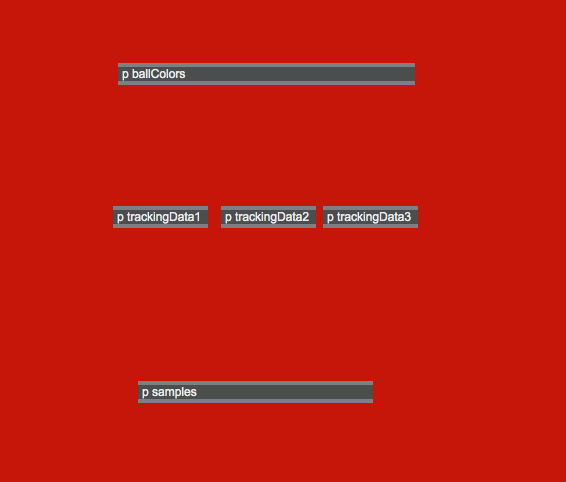 p ballColors
p trackingData1
p trackingData2
p trackingData3
p samples